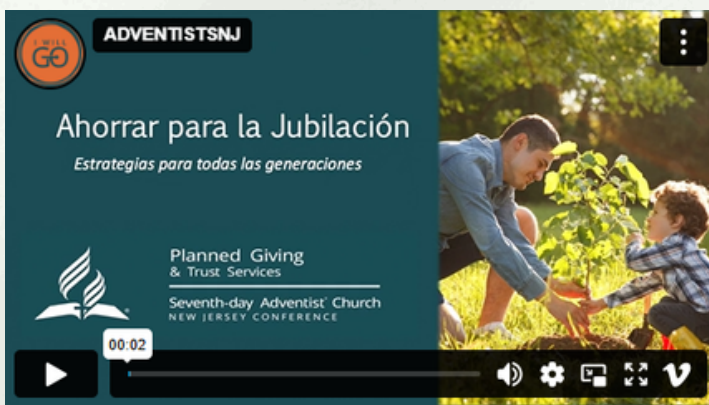 I WILL
GO
ADVENTISTSNJ
Ahorrar para la Jubilación
Estrategias para todas las generaciones
Planned Giving
& Trust Services
Seventh-day Adventist® Church
NEW JERSEY CONFERENCE
00:02